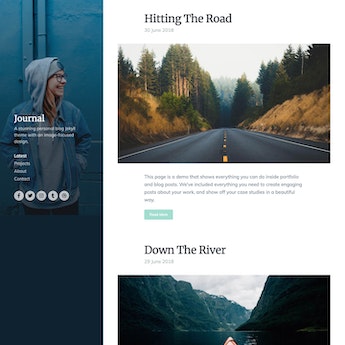 Journal
A stunning personal blog Jekyll
theme with an image-focused
design.
Latest
Projects
About
Contact
Hitting The Road
30 June 2018
This page is a demo that shows everything you can do inside portfolio
and blog posts. We've included everything you need to create engaging
posts about your work, and show off your case studies in a beautiful
way.
Read More
Down The River
29 June 2018